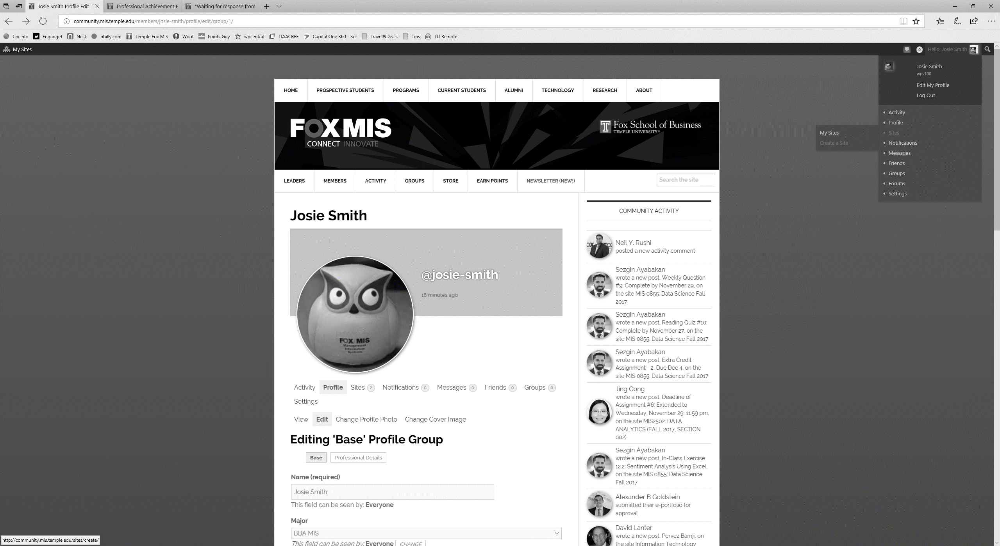 Josie Smith Profile Edit
Professional Achievement P
"Waiting for response from
community.mis.temple.edu/members/josie-smith/profile/edit/group/1/
Cricinfo
Engadget
Nest
philly.com
Temple Fox MIS
Woot
Points Guy
wpcentral
TIAACREF
Capital One 360 - Ser
Travel&Deals
Tips
TU Remote
My Sites
0
Hello, Josie Smith
Josie Smith
wps100
Edit My Profile
Log Out
Activity
Profile
Sites
My Sites
Create a Site
Notifications
Messages
Friends
Groups
Forums
Settings
HOME
PROSPECTIVE STUDENTS
PROGRAMS
CURRENT STUDENTS
ALUMNI
TECHNOLOGY
RESEARCH
ABOUT
FOX MIS
CONNECT INNOVATE
Fox School of Business
TEMPLE UNIVERSITY®
LEADERS
MEMBERS
ACTIVITY
GROUPS
STORE
EARN POINTS
NEWSLETTER (NEW!)
Search the site
Josie Smith
@josie-smith
18 minutes ago
FOX MIS
Management
Information
Systems
Activity
Profile
Sites 2
Notifications 0
Messages 0
Friends 0
Groups 0
Settings
View
Edit
Change Profile Photo
Change Cover Image
Editing 'Base' Profile Group
Base
Professional Details
Name (required)
Josie Smith
This field can be seen by: Everyone
Major
BBA MIS
This field can be seen by: Everyone CHANGE
COMMUNITY ACTIVITY
Neil Y. Rushi
posted a new activity comment
Sezgin Ayabakan
wrote a new post, Weekly Question
#9: Complete by November 29, on
the site MIS 0855: Data Science Fall
2017
Sezgin Ayabakan
wrote a new post, Reading Quiz #10:
Complete by November 27, on the
site MIS 0855: Data Science Fall 2017
Sezgin Ayabakan
wrote a new post, Extra Credit
Assignment - 2, Due Dec 4, on the
site MIS 0855: Data Science Fall 2017
Jing Gong
wrote a new post, Deadline of
Assignment #6: Extended to
Wednesday, November 29, 11:59 pm,
on the site MIS2502: DATA
ANALYTICS (FALL 2017, SECTION
002)
Sezgin Ayabakan
wrote a new post, In-Class Exercise
12.2: Sentiment Analysis Using Excel,
on the site MIS 0855: Data Science
Fall 2017
Alexander B Goldstein
submitted their e-portfolio for
approval
David Lanter
wrote a new post, Pervez Bamji, on
the site Information Technology
http://community.mis.temple.edu/sites/create/